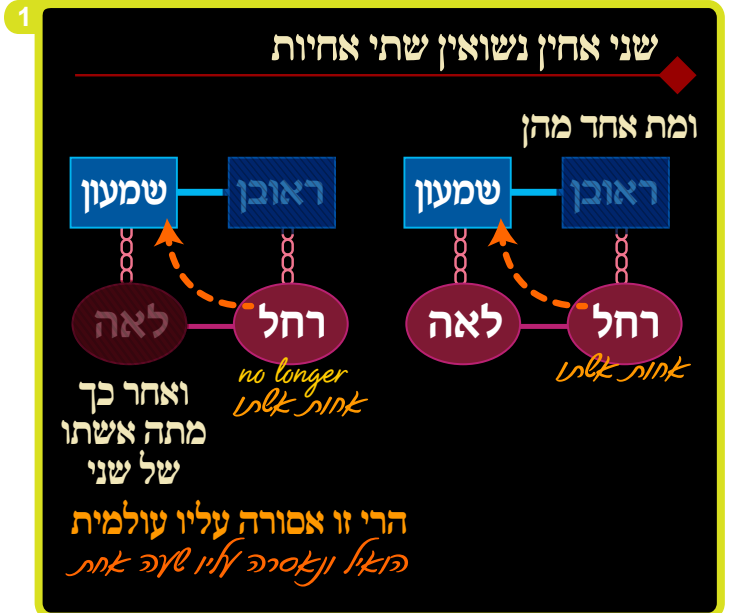 1
שני אחין נשואין שתי אחיות
ומת אחד מהן
ראובן
שמעון
רחל
לאה
אחות אשתו
ראובן
שמעון
רחל
לאה
no longer
אחות אשתו
ואחר כך
מתה אשתו
של שני
הרי זו אסורה עליו עולמית
הואיל ונאסרה עליו שעה אחת